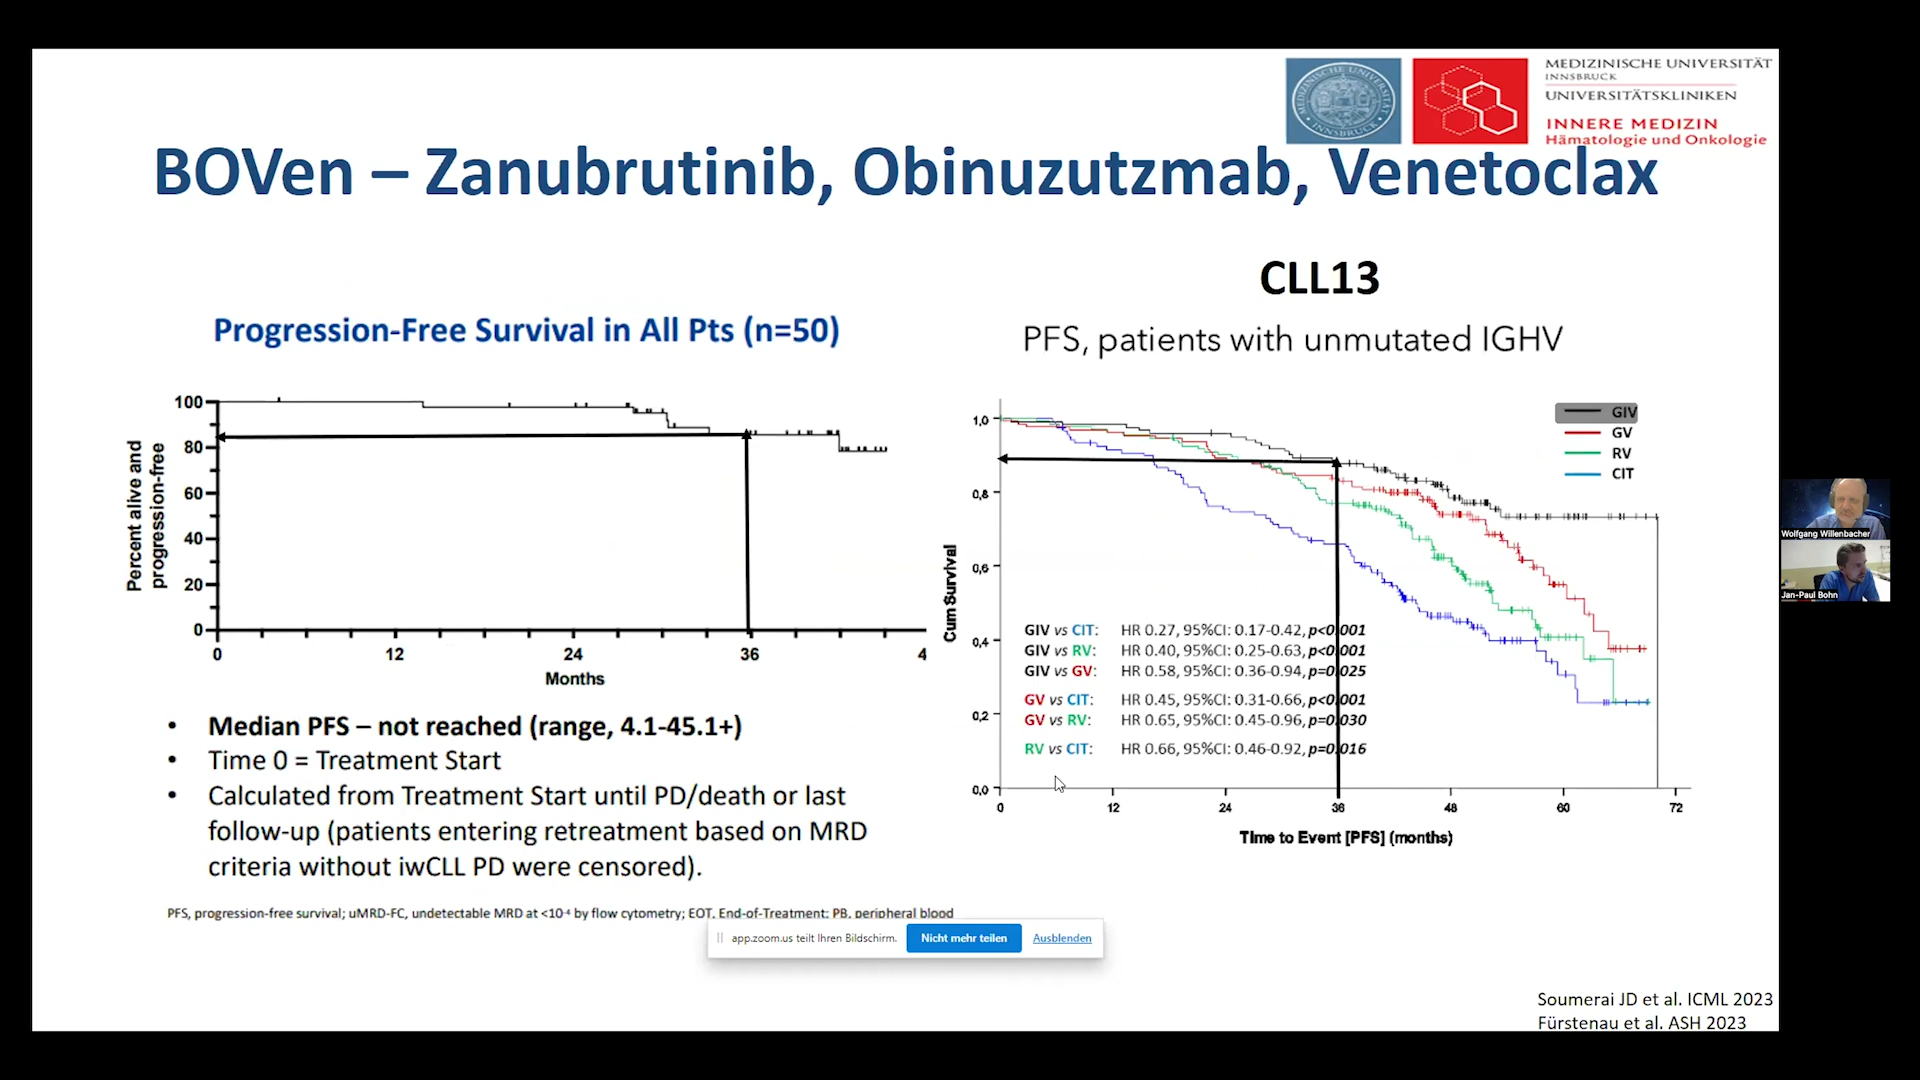 MEDIZINISCHE UNIVERSITÄT
INNSBRUCK
UNIVERSITÄTSKLINIKEN
INNERE MEDIZIN
Hämatologie und Onkologie
BOVen – Zanubrutinib, Obinuzutzmab, Venetoclax
Progression-Free Survival in All Pts (n=50)
Percent alive and
progression-free
100
80
60
40
20
0
0 12 24 36 4
Months
• Median PFS – not reached (range, 4.1-45.1+)
• Time 0 = Treatment Start
• Calculated from Treatment Start until PD/death or last
follow-up (patients entering retreatment based on MRD
criteria without iwCLL PD were censored).
PFS, progression-free survival; uMRD-FC, undetectable MRD at <10-4 by flow cytometry; EOT, End-of-Treatment; PB, peripheral blood
CLL13
PFS, patients with unmutated IGHV
GIV
GV
RV
CIT
Cum Survival
1,0
0,8
0,6
0,4
0,2
0,0
GIV vs CIT: HR 0.27, 95%CI: 0.17-0.42, p<0.001
GIV vs RV: HR 0.40, 95%CI: 0.25-0.63, p<0.001
GIV vs GV: HR 0.58, 95%CI: 0.36-0.94, p=0.025
GV vs CIT: HR 0.45, 95%CI: 0.31-0.66, p<0.001
GV vs RV: HR 0.65, 95%CI: 0.45-0.96, p=0.030
RV vs CIT: HR 0.66, 95%CI: 0.46-0.92, p=0.016
0 12 24 36 48 60 72
Time to Event [PFS] (months)
Wolfgang Willenbacher
Jan-Paul Bohn
app.zoom.us teilt Ihren Bildschirm. Nicht mehr teilen Ausblenden
Soumerai JD et al. ICML 2023
Fürstenau et al. ASH 2023